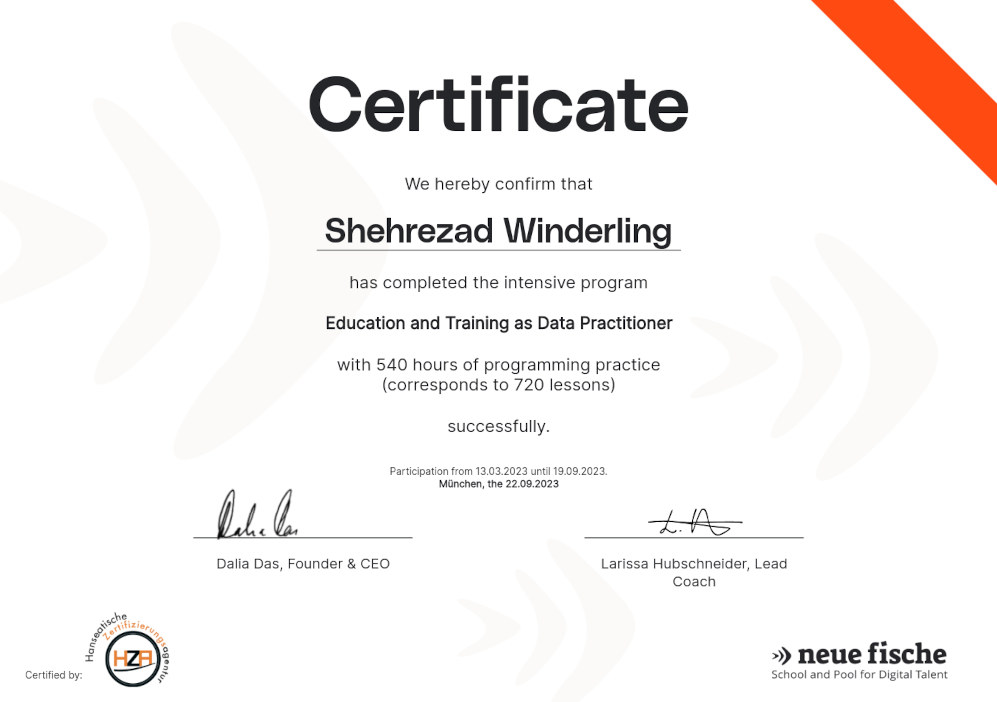 Certificate
We hereby confirm that
Shehrezad Winderling
has completed the intensive program
Education and Training as Data Practitioner
with 540 hours of programming practice
(corresponds to 720 lessons)
successfully.
Participation from 13.03.2023 until 19.09.2023.
München, the 22.09.2023
Dalia Das
Dalia Das, Founder & CEO
Larissa Hubschneider, Lead
Coach
Certified by:
Hanseatische
Zertifizierungsagentur
HZA
neue fische
School and Pool for Digital Talent